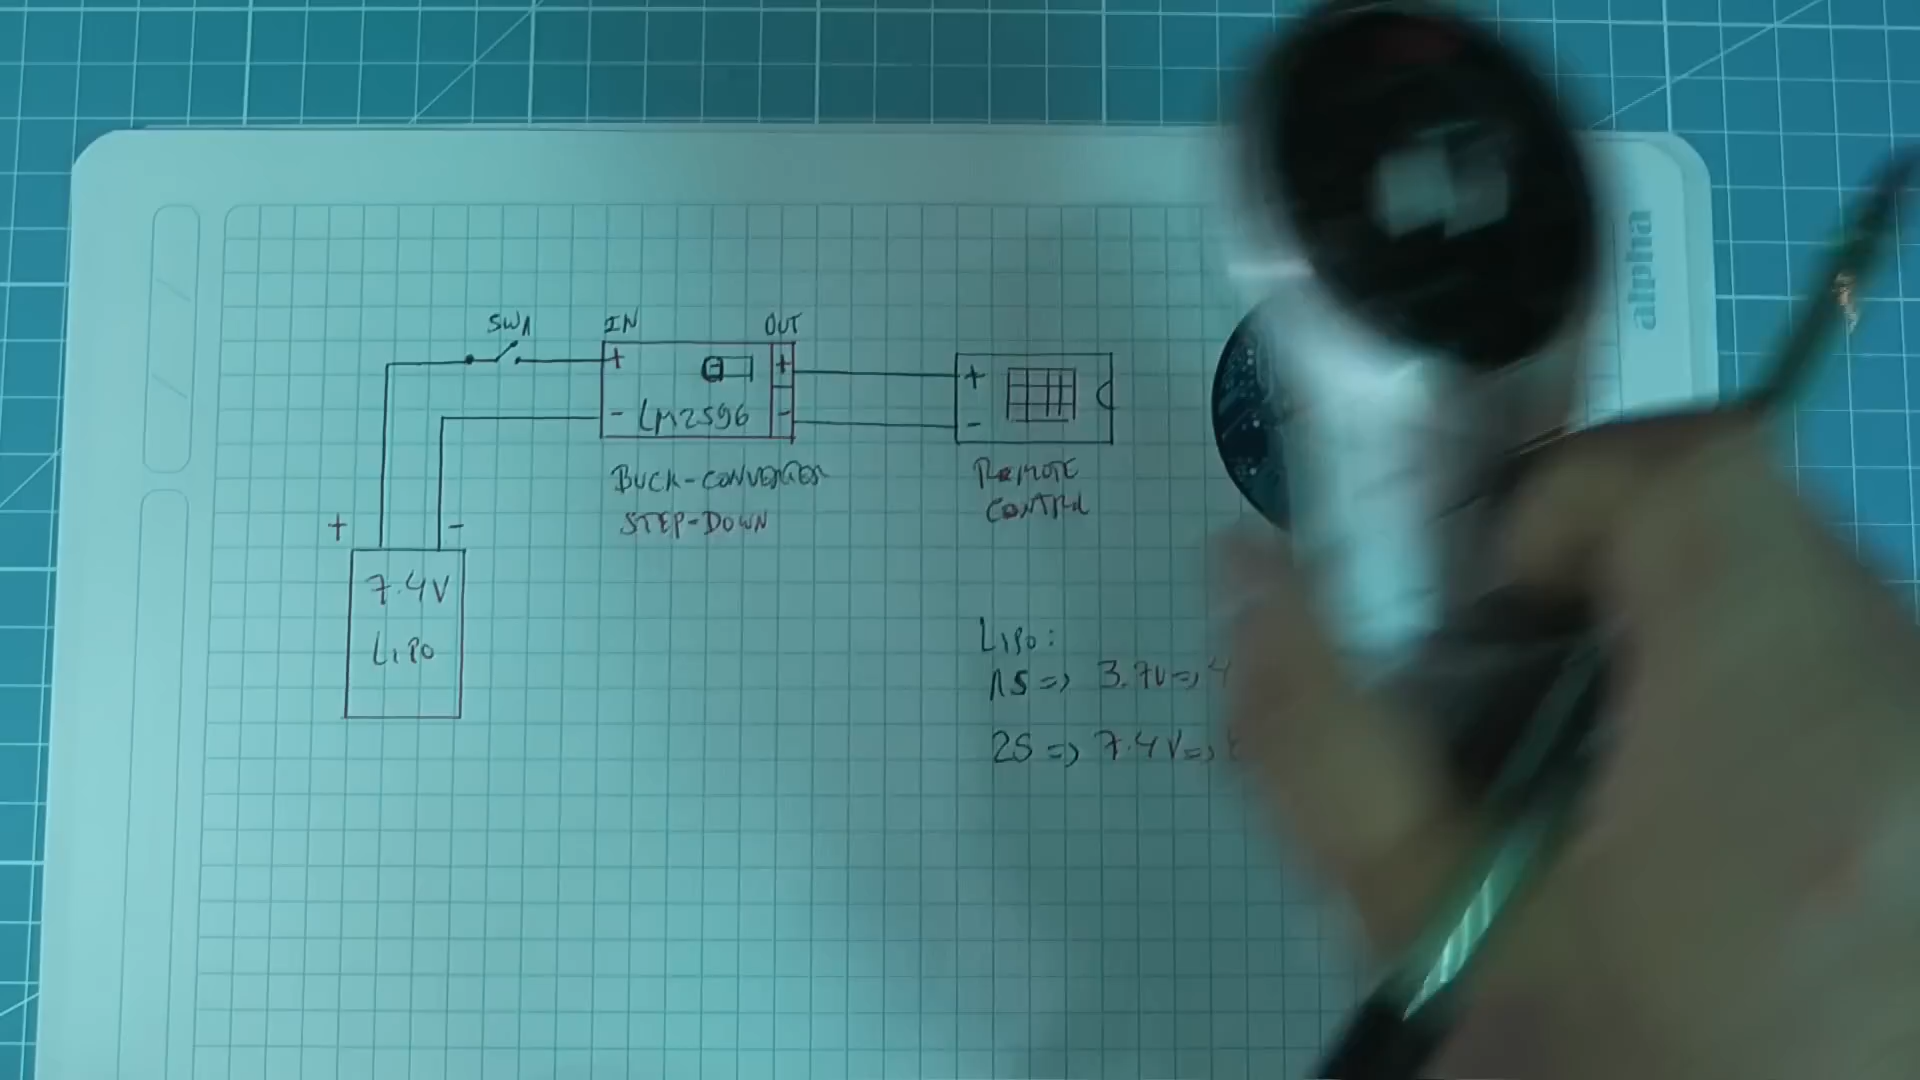 SW1 IN OUT
+ +
- LM2596 -
+
-
BUCK-CONVERTER
STEP-DOWN
REMOTE
CONTROL
+ -
7.4V
LiPo
LiPo:
1S => 3.7V => 4
2S => 7.4V =>
alpha